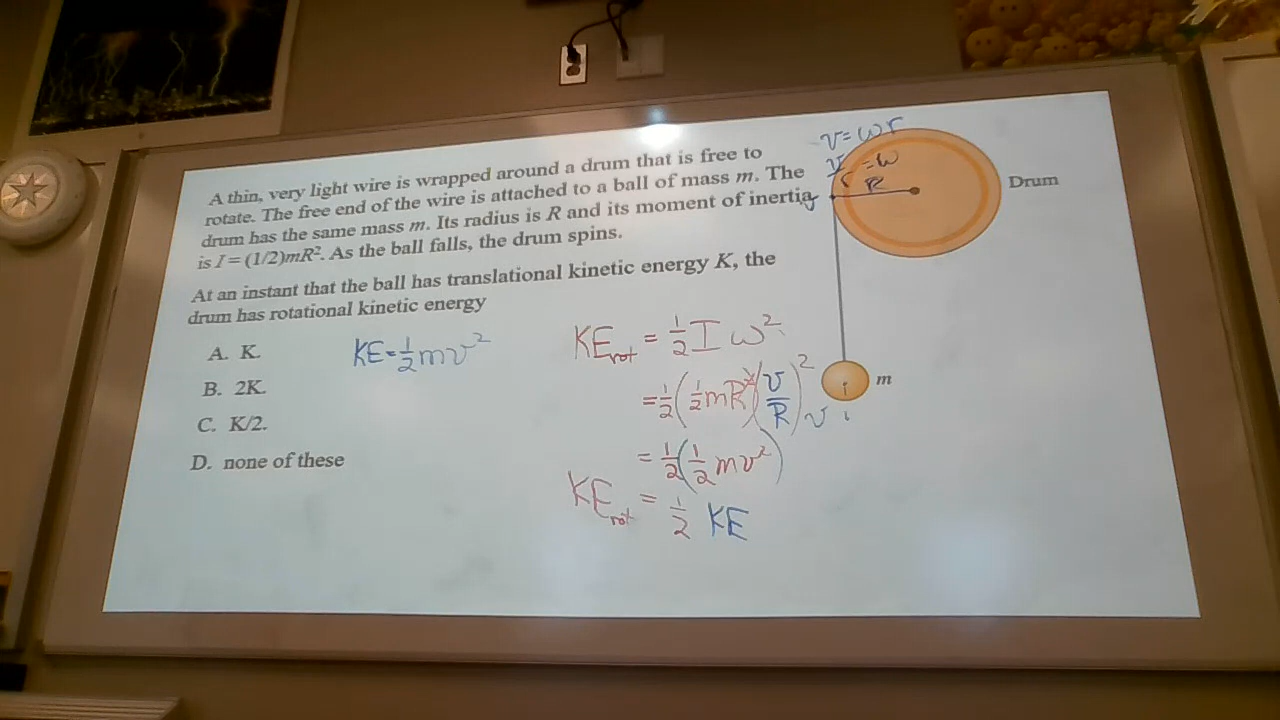 A thin, very light wire is wrapped around a drum that is free to
rotate. The free end of the wire is attached to a ball of mass m. The
drum has the same mass m. Its radius is R and its moment of inertia
is I = (1/2)mR². As the ball falls, the drum spins.
At an instant that the ball has translational kinetic energy K, the
drum has rotational kinetic energy
A. K.
B. 2K.
C. K/2.
D. none of these
KE = ½mv²
v = ωr
v/r = ω
R
Drum
m
v
KE_rot = ½ I ω²
= ½(½mR²)(v/R)²
= ½(½ mv²)
KE_rot = ½ KE